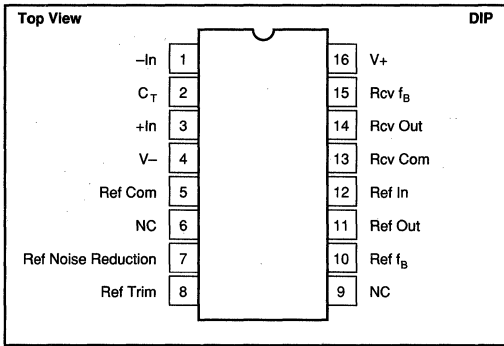 Top View DIP
–In 1 16 V+
C_T 2 15 Rcv f_B
+In 3 14 Rcv Out
V– 4 13 Rcv Com
Ref Com 5 12 Ref In
NC 6 11 Ref Out
Ref Noise Reduction 7 10 Ref f_B
Ref Trim 8 9 NC